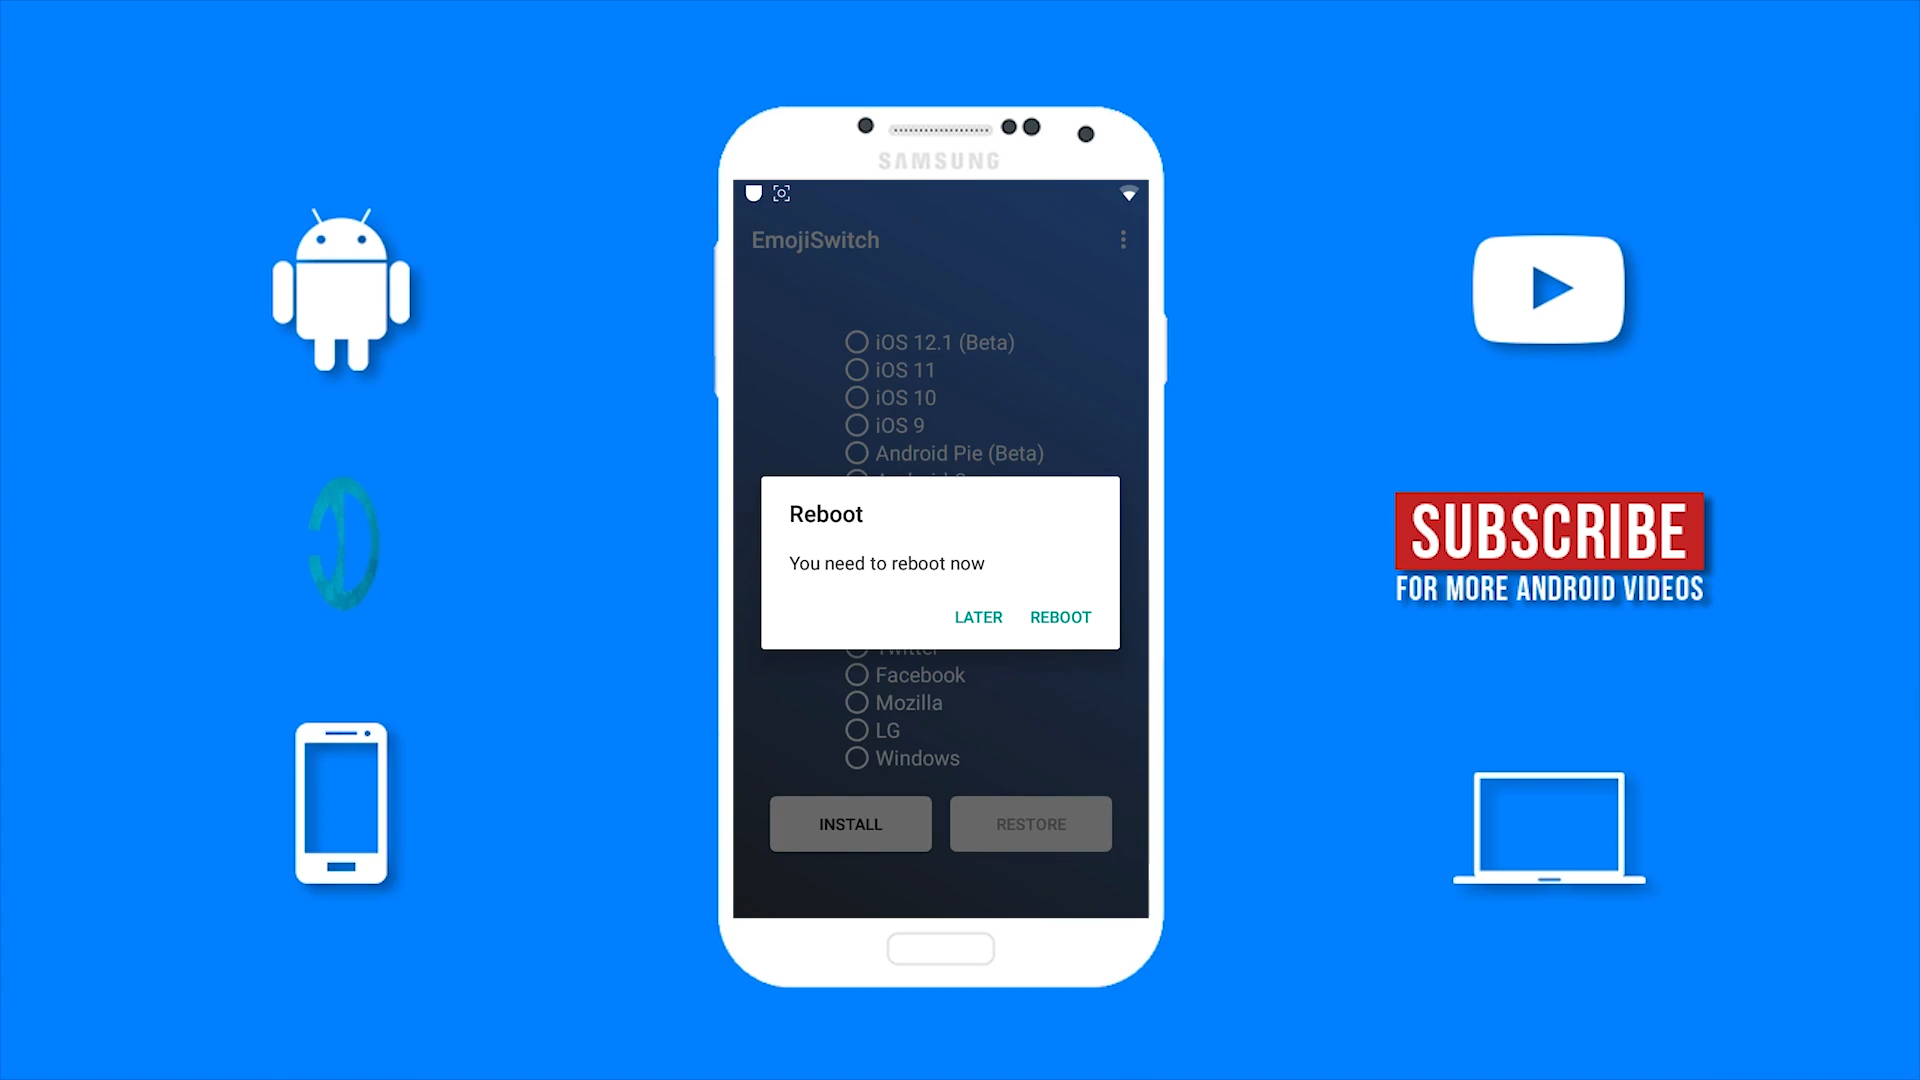 SAMSUNG
EmojiSwitch
iOS 12.1 (Beta)
iOS 11
iOS 10
iOS 9
Android Pie (Beta)
Reboot
You need to reboot now
LATER REBOOT
Twitter
Facebook
Mozilla
LG
Windows
INSTALL RESTORE
SUBSCRIBE
FOR MORE ANDROID VIDEOS